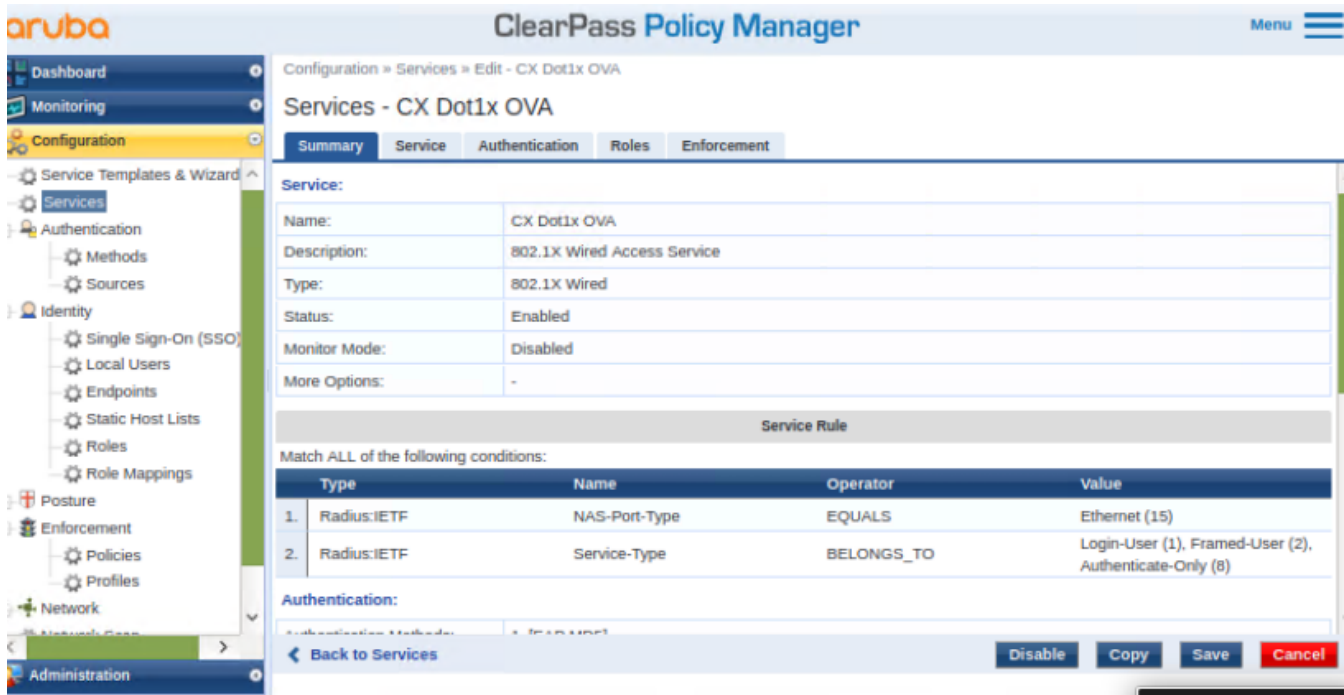 aruba
ClearPass Policy Manager
Menu
Dashboard
Monitoring
Configuration
Service Templates & Wizard
Services
Authentication
Methods
Sources
Identity
Single Sign-On (SSO)
Local Users
Endpoints
Static Host Lists
Roles
Role Mappings
Posture
Enforcement
Policies
Profiles
Network
Administration
Configuration » Services » Edit - CX Dot1x OVA
Services - CX Dot1x OVA
Summary Service Authentication Roles Enforcement
Service:
Name: CX Dot1x OVA
Description: 802.1X Wired Access Service
Type: 802.1X Wired
Status: Enabled
Monitor Mode: Disabled
More Options: -
Service Rule
Match ALL of the following conditions:
Type Name Operator Value
1. Radius:IETF NAS-Port-Type EQUALS Ethernet (15)
2. Radius:IETF Service-Type BELONGS_TO Login-User (1), Framed-User (2),
Authenticate-Only (8)
Authentication:
Back to Services
Disable Copy Save Cancel